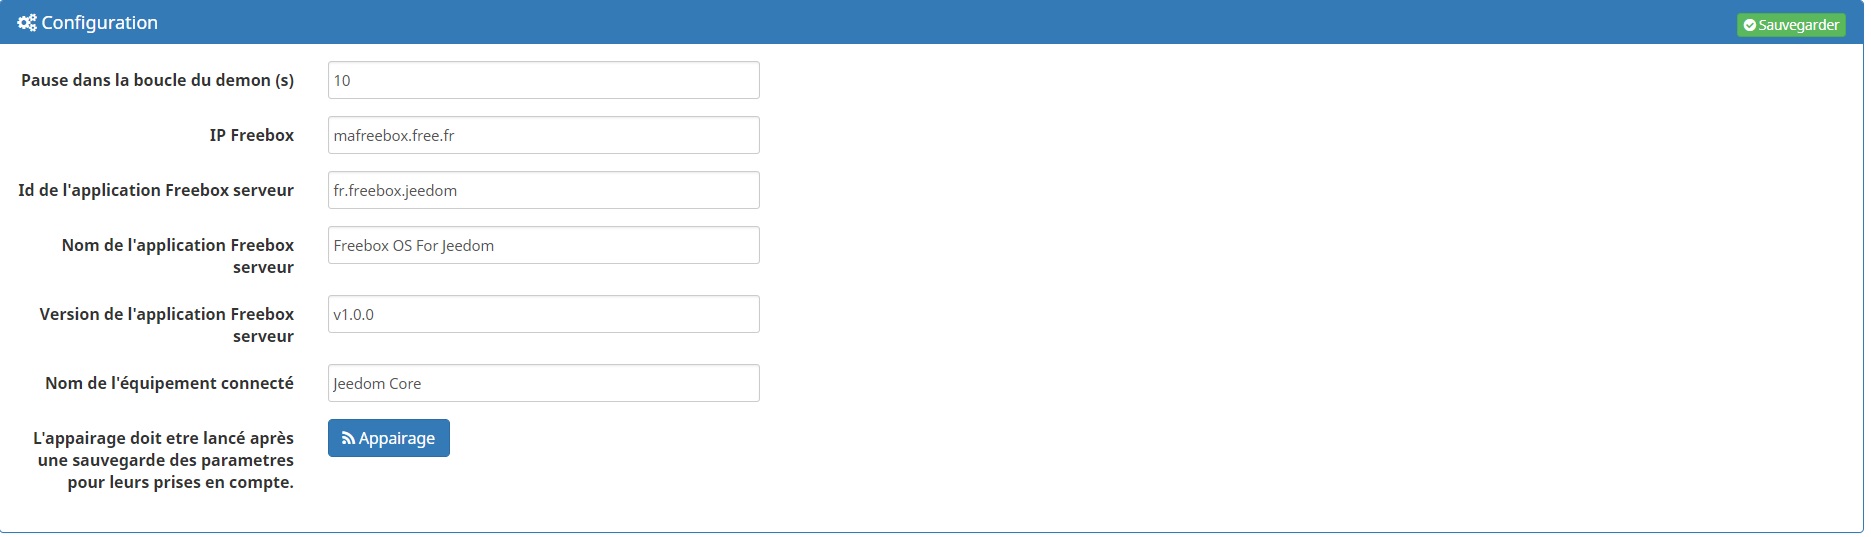 Configuration
Sauvegarder
Pause dans la boucle du demon (s)
10
IP Freebox
mafreebox.free.fr
Id de l'application Freebox serveur
fr.freebox.jeedom
Nom de l'application Freebox
serveur
Freebox OS For Jeedom
Version de l'application Freebox
serveur
v1.0.0
Nom de l'équipement connecté
Jeedom Core
L'appairage doit etre lancé après
une sauvegarde des parametres
pour leurs prises en compte.
Appairage